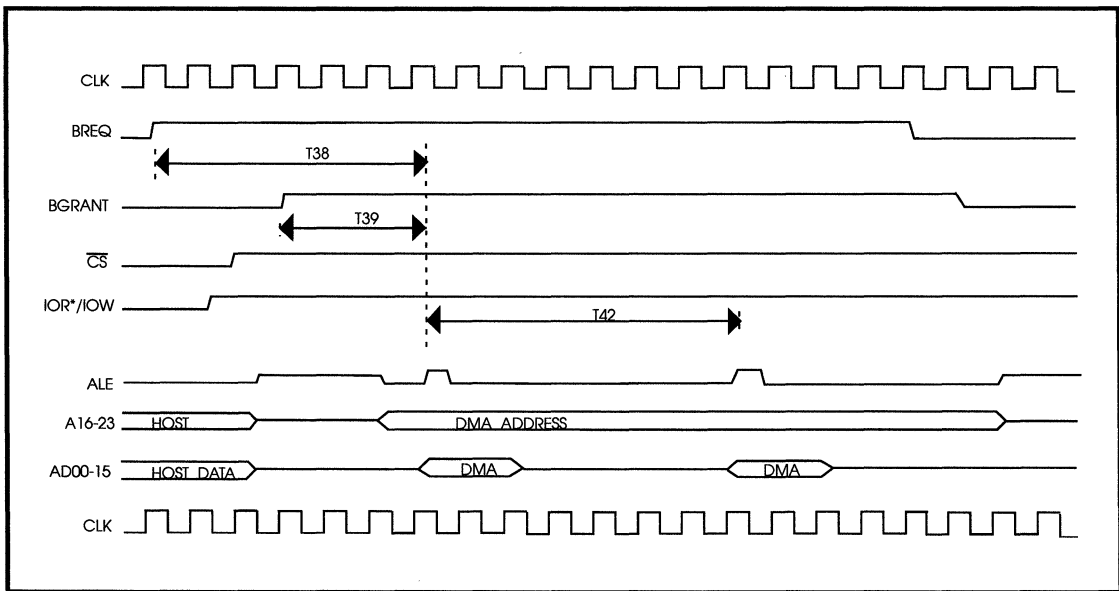 CLK
BREQ
T38
BGRANT
T39
CS
IOR*/IOW
T42
ALE
A16-23 HOST DMA ADDRESS
AD00-15 HOST DATA DMA DMA
CLK